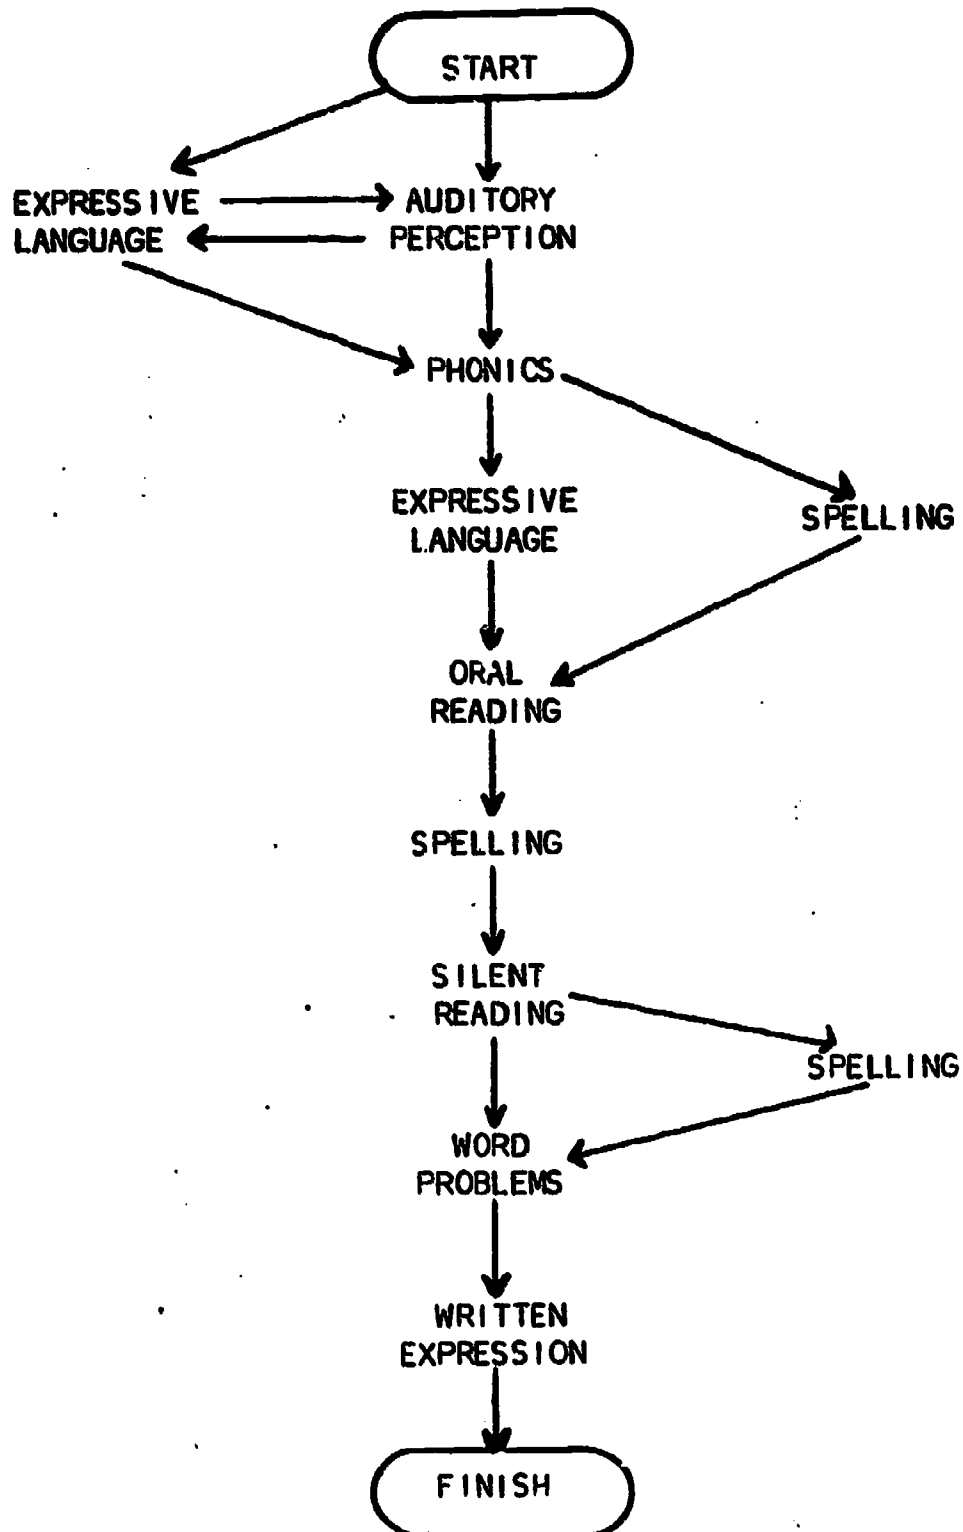 START
EXPRESSIVE
LANGUAGE
AUDITORY
PERCEPTION
PHONICS
EXPRESSIVE
LANGUAGE
SPELLING
ORAL
READING
SPELLING
SILENT
READING
SPELLING
WORD
PROBLEMS
WRITTEN
EXPRESSION
FINISH